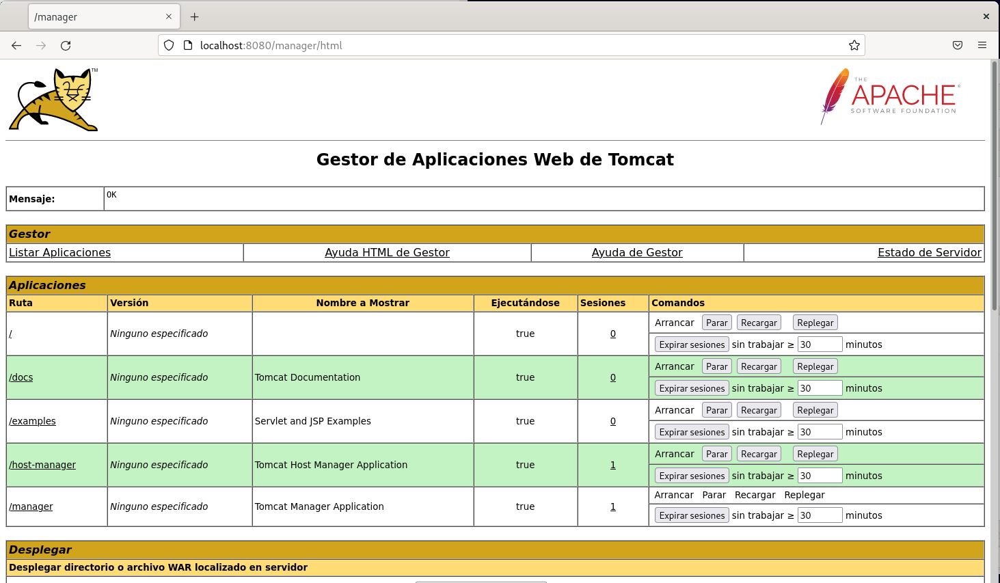 /manager
localhost:8080/manager/html
TM
THE
APACHE®
SOFTWARE FOUNDATION
Gestor de Aplicaciones Web de Tomcat
Mensaje: OK
Gestor
Listar Aplicaciones Ayuda HTML de Gestor Ayuda de Gestor Estado de Servidor
Aplicaciones
Ruta Versión Nombre a Mostrar Ejecutándose Sesiones Comandos
/ Ninguno especificado true 0 Arrancar Parar Recargar Replegar
Expirar sesiones sin trabajar ≥ 30 minutos
/docs Ninguno especificado Tomcat Documentation true 0 Arrancar Parar Recargar Replegar
Expirar sesiones sin trabajar ≥ 30 minutos
/examples Ninguno especificado Servlet and JSP Examples true 0 Arrancar Parar Recargar Replegar
Expirar sesiones sin trabajar ≥ 30 minutos
/host-manager Ninguno especificado Tomcat Host Manager Application true 1 Arrancar Parar Recargar Replegar
Expirar sesiones sin trabajar ≥ 30 minutos
/manager Ninguno especificado Tomcat Manager Application true 1 Arrancar Parar Recargar Replegar
Expirar sesiones sin trabajar ≥ 30 minutos
Desplegar
Desplegar directorio o archivo WAR localizado en servidor